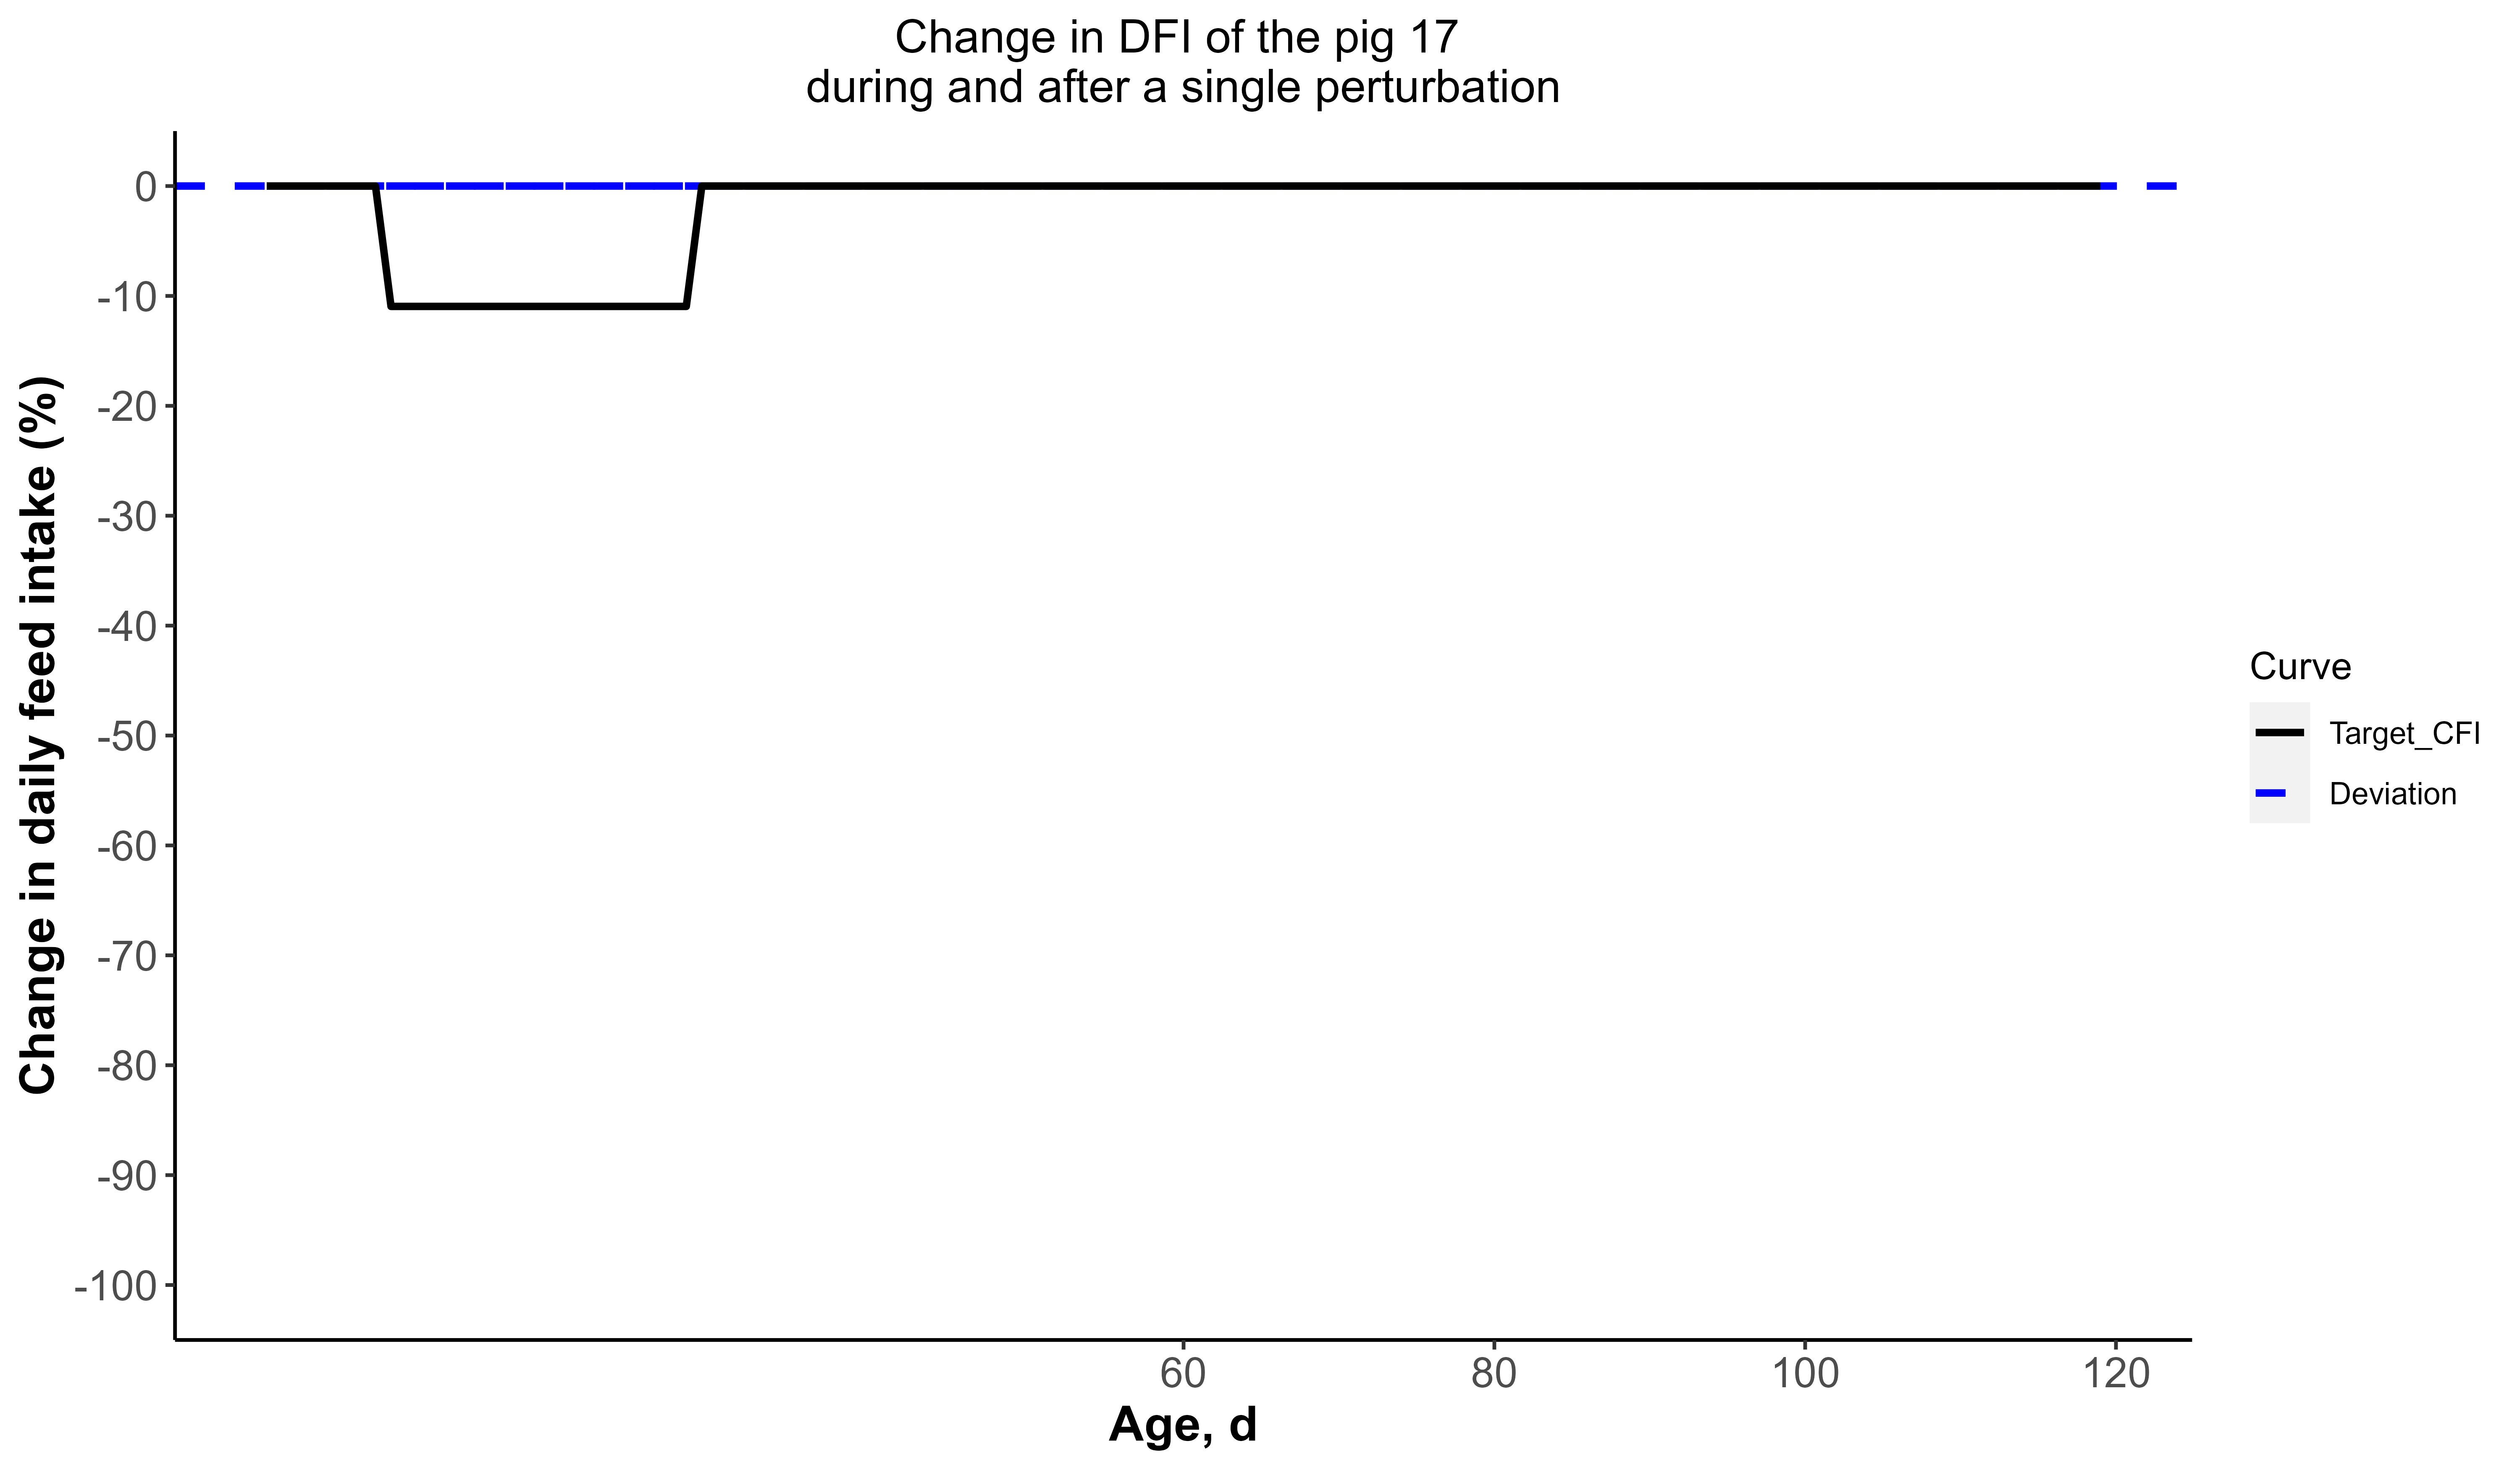 Change in DFI of the pig 17
during and after a single perturbation
Change in daily feed intake (%)
0
-10
-20
-30
-40
-50
-60
-70
-80
-90
-100
60 80 100 120
Age, d
Curve
Target_CFI
Deviation